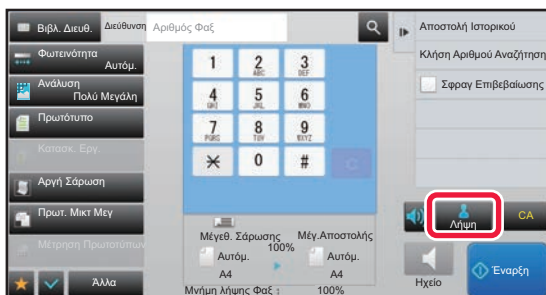 Βιβλ. Διευθ.
Διεύθυνση
Αριθμός Φαξ
Φωτεινότητα
Αυτόμ.
Ανάλυση
Πολύ Μεγάλη
Πρωτότυπο
Κατασκ. Εργ.
Αργή Σάρωση
Πρωτ. Μικτ Μεγ
Μέτρηση Πρωτοτύπων
Άλλα
1
2 ABC
3 DEF
4 GHI
5 JKL
6 MNO
7 PQRS
8 TUV
9 WXYZ
0
#
Μέγεθ. Σάρωσης
100%
Μέγ.Αποστολής
Αυτόμ.
A4
Αυτόμ.
A4
Μνήμη λήψης Φαξ :
100%
Αποστολή Ιστορικού
Κλήση Αριθμού Αναζήτηση
Σφραγ Επιβεβαίωσης
Λήψη
CA
Ηχείο
Έναρξη